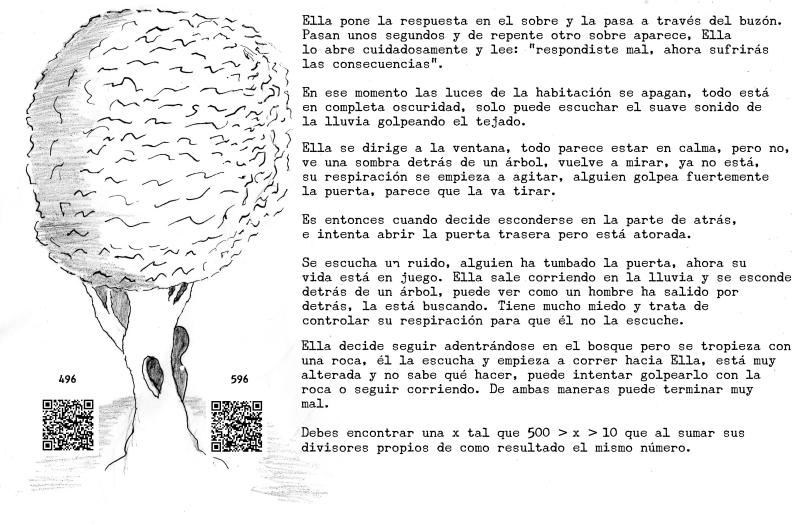 Ella pone la respuesta en el sobre y la pasa a través del buzón.
Pasan unos segundos y de repente otro sobre aparece, Ella
lo abre cuidadosamente y lee: "respondiste mal, ahora sufrirás
las consecuencias".
En ese momento las luces de la habitación se apagan, todo está
en completa oscuridad, solo puede escuchar el suave sonido de
la lluvia golpeando el tejado.
Ella se dirige a la ventana, todo parece estar en calma, pero no,
ve una sombra detrás de un árbol, vuelve a mirar, ya no está,
su respiración se empieza a agitar, alguien golpea fuertemente
la puerta, parece que la va tirar.
Es entonces cuando decide esconderse en la parte de atrás,
e intenta abrir la puerta trasera pero está atorada.
Se escucha un ruido, alguien ha tumbado la puerta, ahora su
vida está en juego. Ella sale corriendo en la lluvia y se esconde
detrás de un árbol, puede ver como un hombre ha salido por
detrás, la está buscando. Tiene mucho miedo y trata de
controlar su respiración para que él no la escuche.
Ella decide seguir adentrándose en el bosque pero se tropieza con
una roca, él la escucha y empieza a correr hacia Ella, está muy
alterada y no sabe qué hacer, puede intentar golpearlo con la
roca o seguir corriendo. De ambas maneras puede terminar muy
mal.
Debes encontrar una x tal que 500 > x > 10 que al sumar sus
divisores propios de como resultado el mismo número.
496
596